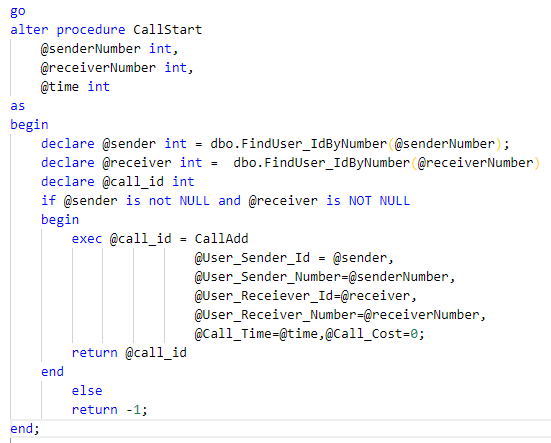 go
alter procedure CallStart
    @senderNumber int,
    @receiverNumber int,
    @time int
as
begin
    declare @sender int = dbo.FindUser_IdByNumber(@senderNumber);
    declare @receiver int =  dbo.FindUser_IdByNumber(@receiverNumber)
    declare @call_id int
    if @sender is not NULL and @receiver is NOT NULL
    begin
        exec @call_id = CallAdd
                        @User_Sender_Id = @sender,
                        @User_Sender_Number=@senderNumber,
                        @User_Receiever_Id=@receiver,
                        @User_Receiver_Number=@receiverNumber,
                        @Call_Time=@time,@Call_Cost=0;
        return @call_id
    end
        else
        return -1;
end;